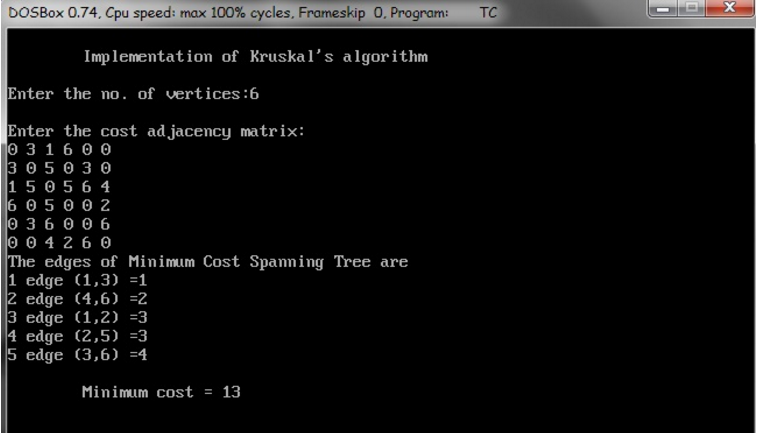 DOSBox 0.74, Cpu speed: max 100% cycles, Frameskip 0, Program: TC
Implementation of Kruskal's algorithm
Enter the no. of vertices:6
Enter the cost adjacency matrix:
0 3 1 6 0 0
3 0 5 0 3 0
1 5 0 5 6 4
6 0 5 0 0 2
0 3 6 0 0 6
0 0 4 2 6 0
The edges of Minimum Cost Spanning Tree are
1 edge (1,3) =1
2 edge (4,6) =2
3 edge (1,2) =3
4 edge (2,5) =3
5 edge (3,6) =4
Minimum cost = 13